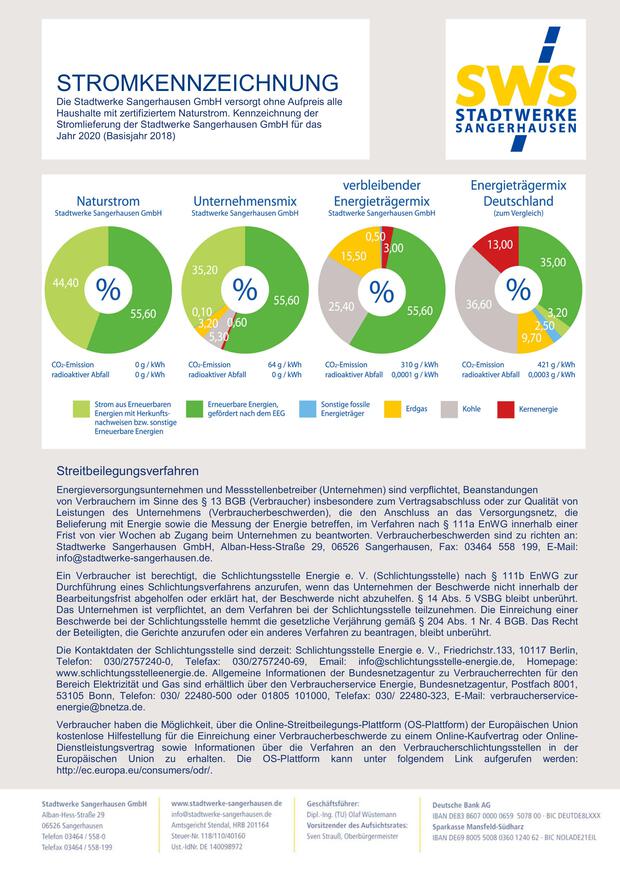 STROMKENNZEICHNUNG
Die Stadtwerke Sangerhausen GmbH versorgt ohne Aufpreis alle
Haushalte mit zertifiziertem Naturstrom. Kennzeichnung der
Stromlieferung der Stadtwerke Sangerhausen GmbH für das
Jahr 2020 (Basisjahr 2018)
SWS
STADTWERKE
SANGERHAUSEN
Naturstrom
Stadtwerke Sangerhausen GmbH
44,40
55,60
%
CO₂-Emission 0 g / kWh
radioaktiver Abfall 0 g / kWh
Unternehmensmix
Stadtwerke Sangerhausen GmbH
35,20
55,60
0,10
3,20
5,30
0,60
%
CO₂-Emission 64 g / kWh
radioaktiver Abfall 0 g / kWh
verbleibender
Energieträgermix
Stadtwerke Sangerhausen GmbH
0,50
3,00
15,50
25,40
55,60
%
CO₂-Emission 310 g / kWh
radioaktiver Abfall 0,0001 g / kWh
Energieträgermix
Deutschland
(zum Vergleich)
13,00
35,00
36,60
3,20
2,50
9,70
%
CO₂-Emission 421 g / kWh
radioaktiver Abfall 0,0003 g / kWh
Strom aus Erneuerbaren
Energien mit Herkunfts-
nachweisen bzw. sonstige
Erneuerbare Energien
Erneuerbare Energien,
gefördert nach dem EEG
Sonstige fossile
Energieträger
Erdgas
Kohle
Kernenergie
Streitbeilegungsverfahren
Energieversorgungsunternehmen und Messstellenbetreiber (Unternehmen) sind verpflichtet, Beanstandungen
von Verbrauchern im Sinne des § 13 BGB (Verbraucher) insbesondere zum Vertragsabschluss oder zur Qualität von
Leistungen des Unternehmens (Verbraucherbeschwerden), die den Anschluss an das Versorgungsnetz, die
Belieferung mit Energie sowie die Messung der Energie betreffen, im Verfahren nach § 111a EnWG innerhalb einer
Frist von vier Wochen ab Zugang beim Unternehmen zu beantworten. Verbraucherbeschwerden sind zu richten an:
Stadtwerke Sangerhausen GmbH, Alban-Hess-Straße 29, 06526 Sangerhausen, Fax: 03464 558 199, E-Mail:
info@stadtwerke-sangerhausen.de.
Ein Verbraucher ist berechtigt, die Schlichtungsstelle Energie e. V. (Schlichtungsstelle) nach § 111b EnWG zur
Durchführung eines Schlichtungsverfahrens anzurufen, wenn das Unternehmen der Beschwerde nicht innerhalb der
Bearbeitungsfrist abgeholfen oder erklärt hat, der Beschwerde nicht abzuhelfen. § 14 Abs. 5 VSBG bleibt unberührt.
Das Unternehmen ist verpflichtet, an dem Verfahren bei der Schlichtungsstelle teilzunehmen. Die Einreichung einer
Beschwerde bei der Schlichtungsstelle hemmt die gesetzliche Verjährung gemäß § 204 Abs. 1 Nr. 4 BGB. Das Recht
der Beteiligten, die Gerichte anzurufen oder ein anderes Verfahren zu beantragen, bleibt unberührt.
Die Kontaktdaten der Schlichtungsstelle sind derzeit: Schlichtungsstelle Energie e. V., Friedrichstr.133, 10117 Berlin,
Telefon: 030/2757240-0, Telefax: 030/2757240-69, Email: info@schlichtungsstelle-energie.de, Homepage:
www.schlichtungsstelleenergie.de. Allgemeine Informationen der Bundesnetzagentur zu Verbraucherrechten für den
Bereich Elektrizität und Gas sind erhältlich über den Verbraucherservice Energie, Bundesnetzagentur, Postfach 8001,
53105 Bonn, Telefon: 030/ 22480-500 oder 01805 101000, Telefax: 030/ 22480-323, E-Mail: verbraucherservice-
energie@bnetza.de.
Verbraucher haben die Möglichkeit, über die Online-Streitbeilegungs-Plattform (OS-Plattform) der Europäischen Union
kostenlose Hilfestellung für die Einreichung einer Verbraucherbeschwerde zu einem Online-Kaufvertrag oder Online-
Dienstleistungsvertrag sowie Informationen über die Verfahren an den Verbraucherschlichtungsstellen in der
Europäischen Union zu erhalten. Die OS-Plattform kann unter folgendem Link aufgerufen werden:
http://ec.europa.eu/consumers/odr/.
Stadtwerke Sangerhausen GmbH
Alban-Hess-Straße 29
06526 Sangerhausen
Telefon 03464 / 558-0
Telefax 03464 / 558-199
www.stadtwerke-sangerhausen.de
info@stadtwerke-sangerhausen.de
Amtsgericht Stendal, HRB 201164
Steuer-Nr. 118/110/40160
Ust.-IdNr. DE 140098972
Geschäftsführer:
Dipl.-Ing. (TU) Olaf Wüstemann
Vorsitzender des Aufsichtsrates:
Sven Strauß, Oberbürgermeister
Deutsche Bank AG
IBAN DE83 8607 0000 0659 5078 00 · BIC DEUTDE8LXXX
Sparkasse Mansfeld-Südharz
IBAN DE69 8005 5008 0360 1240 62 · BIC NOLADE21EIL